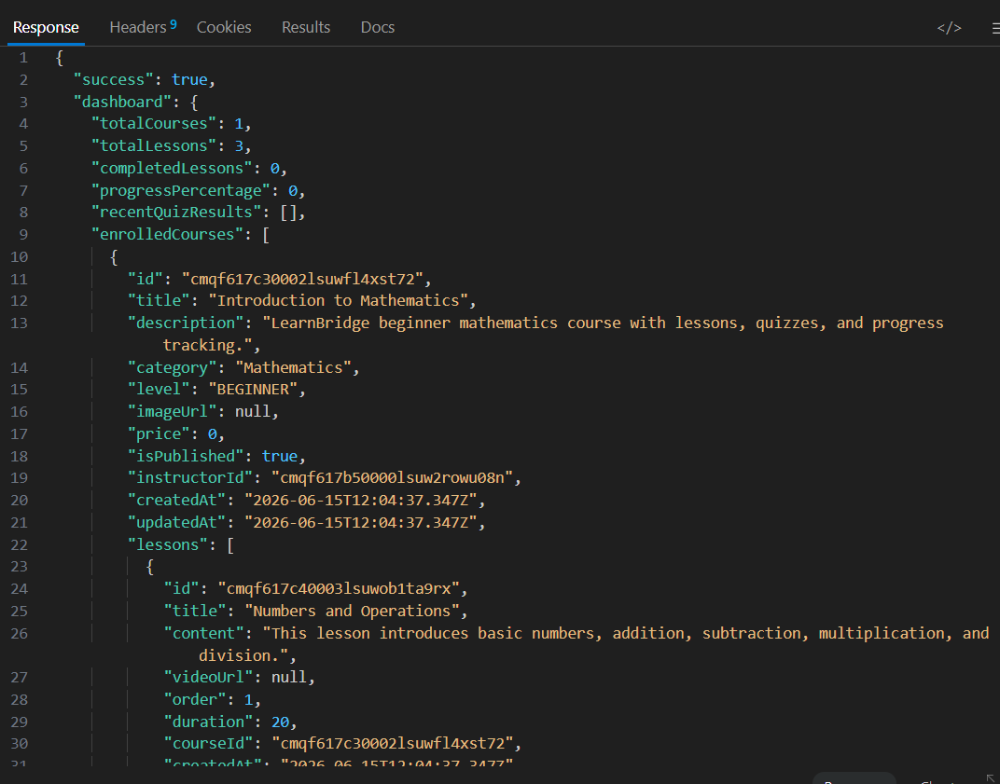 Response Headers 9 Cookies Results Docs </>
1 {
2 "success": true,
3 "dashboard": {
4 "totalCourses": 1,
5 "totalLessons": 3,
6 "completedLessons": 0,
7 "progressPercentage": 0,
8 "recentQuizResults": [],
9 "enrolledCourses": [
10 {
11 "id": "cmqf617c30002lsuwfl4xst72",
12 "title": "Introduction to Mathematics",
13 "description": "LearnBridge beginner mathematics course with lessons, quizzes, and progress
tracking.",
14 "category": "Mathematics",
15 "level": "BEGINNER",
16 "imageUrl": null,
17 "price": 0,
18 "isPublished": true,
19 "instructorId": "cmqf617b50000lsuw2rowu08n",
20 "createdAt": "2026-06-15T12:04:37.347Z",
21 "updatedAt": "2026-06-15T12:04:37.347Z",
22 "lessons": [
23 {
24 "id": "cmqf617c40003lsuwob1ta9rx",
25 "title": "Numbers and Operations",
26 "content": "This lesson introduces basic numbers, addition, subtraction, multiplication, and
division.",
27 "videoUrl": null,
28 "order": 1,
29 "duration": 20,
30 "courseId": "cmqf617c30002lsuwfl4xst72",
31 "createdAt": "2026-06-15T12:04:37.347Z"